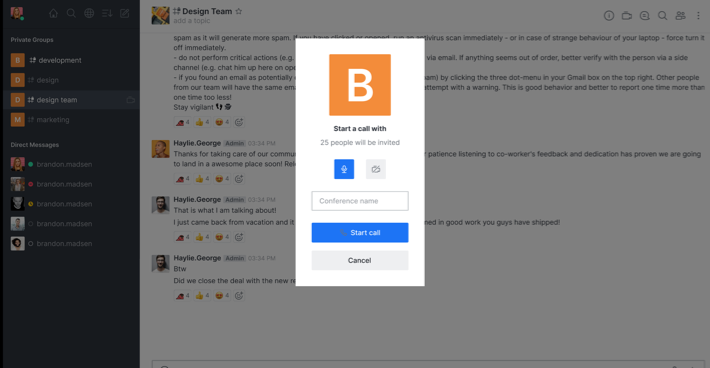 Private Groups
B development
D design
D design team
M marketing
Direct Messages
brandon.madsen
brandon.madsen
brandon.madsen
brandon.madsen
brandon.madsen
Design Team
add a topic
spam as it will generate more spam. If you have clicked or opened, run an antivirus scan immediately - or in case of strange behaviour of your laptop - force turn it
off immediately.
- do not perform critical actions (e.g. via email. If anything seems out of order, better verify with the person via a side
channel (e.g. chat him up here on ope
- if you found an email as potentially d am) by clicking the three dot-menu in your Gmail box on the top right. Other people
from our team will have the same ema attempt with a warning. This is good behavior and better to report one time more than
one time too less!
Stay vigilant
4 4 4
Haylie.George Admin 03:34 PM
Thanks for taking care of our commun patience listening to co-worker's feedback and dedication has proven we are going
to land in awesome place soon! Rele
4 4 4
Haylie.George Admin 03:34 PM
That is what I am talking about!
I just came back from vacation and it ned in good work you guys have shipped!
4 4 4
Haylie.George Admin 03:34 PM
Btw
Did we close the deal with the new re
4 4 4
B
Start a call with
25 people will be invited
Conference name
Start call
Cancel